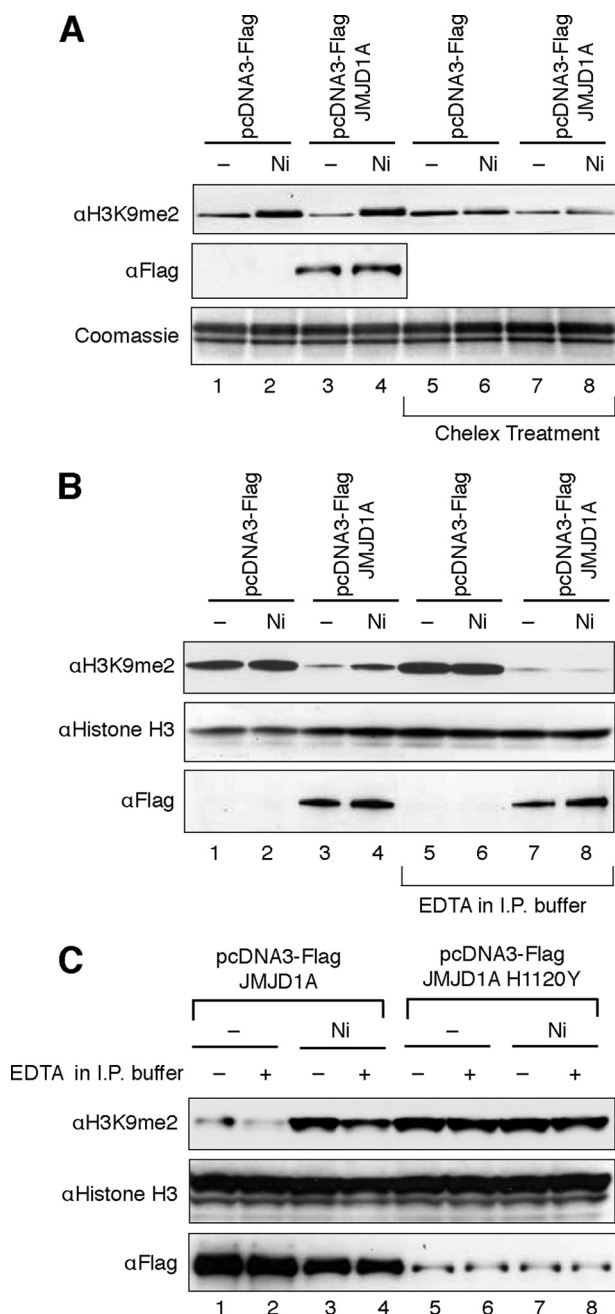 A
pcDNA3-Flag
pcDNA3-Flag
JMJD1A
pcDNA3-Flag
pcDNA3-Flag
JMJD1A
– Ni – Ni – Ni – Ni
αH3K9me2
αFlag
Coomassie
1 2 3 4 5 6 7 8
Chelex Treatment
B
pcDNA3-Flag
pcDNA3-Flag
JMJD1A
pcDNA3-Flag
pcDNA3-Flag
JMJD1A
– Ni – Ni – Ni – Ni
αH3K9me2
αHistone H3
αFlag
1 2 3 4 5 6 7 8
EDTA in I.P. buffer
C
pcDNA3-Flag
JMJD1A
pcDNA3-Flag
JMJD1A H1120Y
– Ni – Ni
EDTA in I.P. buffer – + – + – + – +
αH3K9me2
αHistone H3
αFlag
1 2 3 4 5 6 7 8